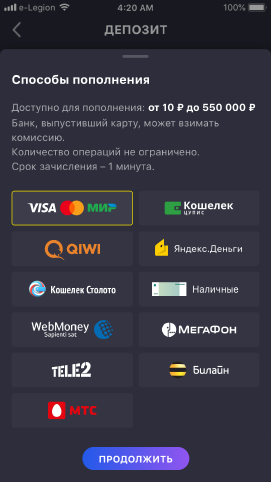 e-Legion 4:20 AM 100%
ДЕПОЗИТ
Способы пополнения
Доступно для пополнения: от 10 ₽ до 550 000 ₽
Банк, выпустивший карту, может взимать
комиссию.
Количество операций не ограничено.
Срок зачисления – 1 минута.
VISA МИР
Кошелек
ЦУПИС
QIWI
Яндекс.Деньги
Кошелек Столото
Наличные
WebMoney
Sapienti sat
МЕГАФОН
TELE2
Билайн
МТС
ПРОДОЛЖИТЬ